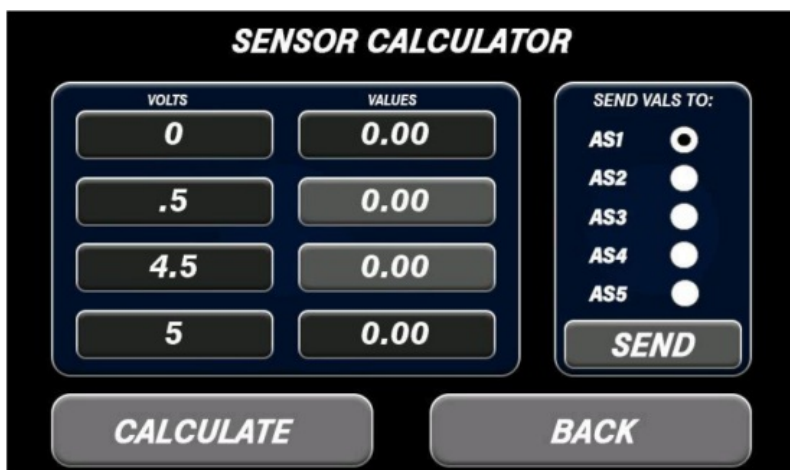 SENSOR CALCULATOR
VOLTS VALUES
0 0.00
.5 0.00
4.5 0.00
5 0.00
SEND VALS TO:
AS1
AS2
AS3
AS4
AS5
SEND
CALCULATE BACK